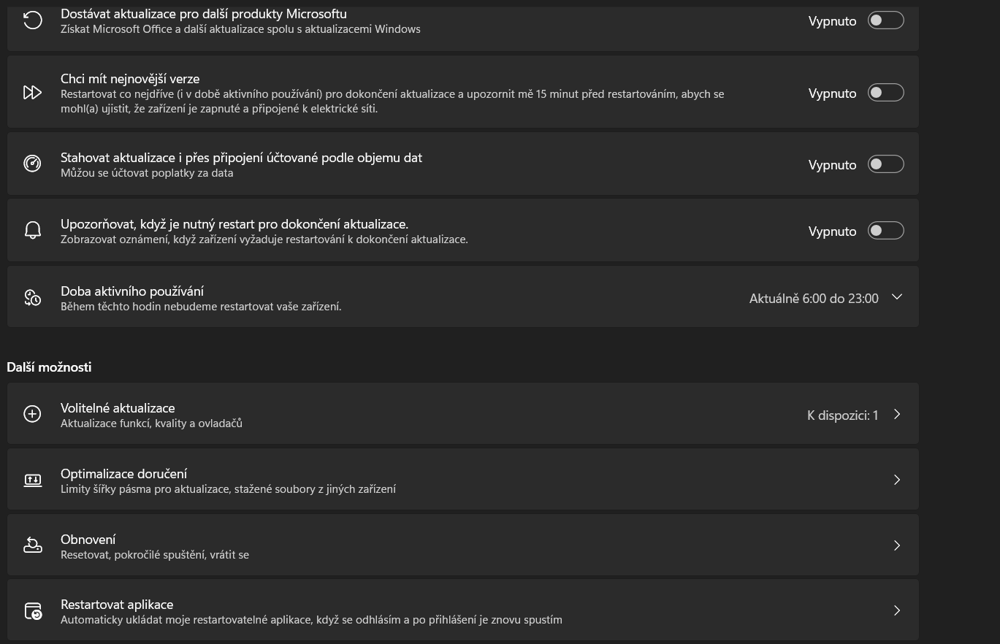 Dostávat aktualizace pro další produkty Microsoftu
Získat Microsoft Office a další aktualizace spolu s aktualizacemi Windows
Vypnuto
Chci mít nejnovější verze
Restartovat co nejdříve (i v době aktivního používání) pro dokončení aktualizace a upozornit mě 15 minut před restartováním, abych se
mohl(a) ujistit, že zařízení je zapnuté a připojené k elektrické síti.
Vypnuto
Stahovat aktualizace i přes připojení účtované podle objemu dat
Můžou se účtovat poplatky za data
Vypnuto
Upozorňovat, když je nutný restart pro dokončení aktualizace.
Zobrazovat oznámení, když zařízení vyžaduje restartování k dokončení aktualizace.
Vypnuto
Doba aktivního používání
Během těchto hodin nebudeme restartovat vaše zařízení.
Aktuálně 6:00 do 23:00
Další možnosti
Volitelné aktualizace
Aktualizace funkcí, kvality a ovladačů
K dispozici: 1
Optimalizace doručení
Limity šířky pásma pro aktualizace, stažené soubory z jiných zařízení
Obnovení
Resetovat, pokročilé spuštění, vrátit se
Restartovat aplikace
Automaticky ukládat moje restartovatelné aplikace, když se odhlásím a po přihlášení je znovu spustím